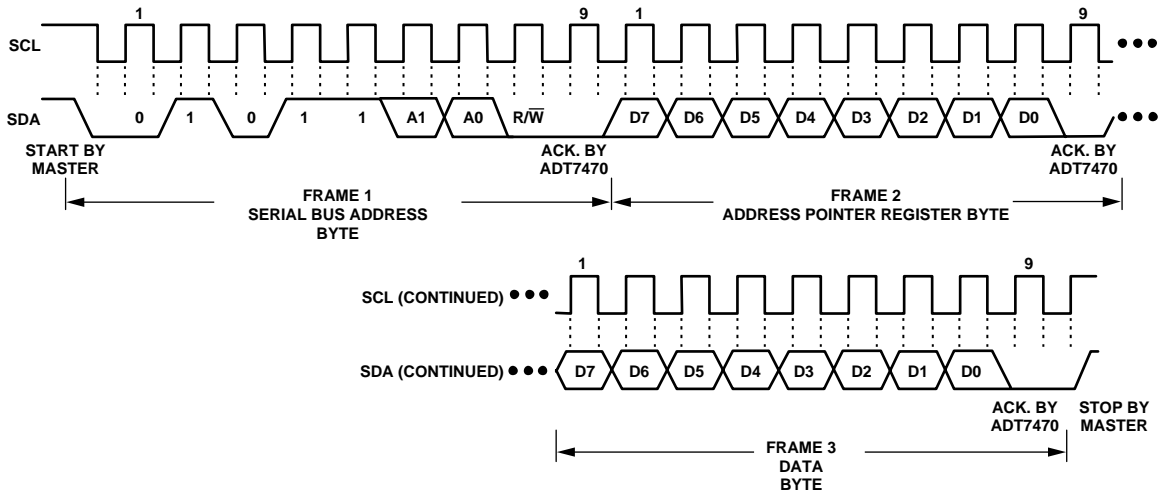 1 9 1 9
SCL
SDA 0 1 0 1 1 A1 A0 R/W̅ D7 D6 D5 D4 D3 D2 D1 D0
START BY
MASTER
ACK. BY
ADT7470
ACK. BY
ADT7470
FRAME 1
SERIAL BUS ADDRESS
BYTE
FRAME 2
ADDRESS POINTER REGISTER BYTE
1 9
SCL (CONTINUED)
SDA (CONTINUED) D7 D6 D5 D4 D3 D2 D1 D0
ACK. BY
ADT7470
STOP BY
MASTER
FRAME 3
DATA
BYTE